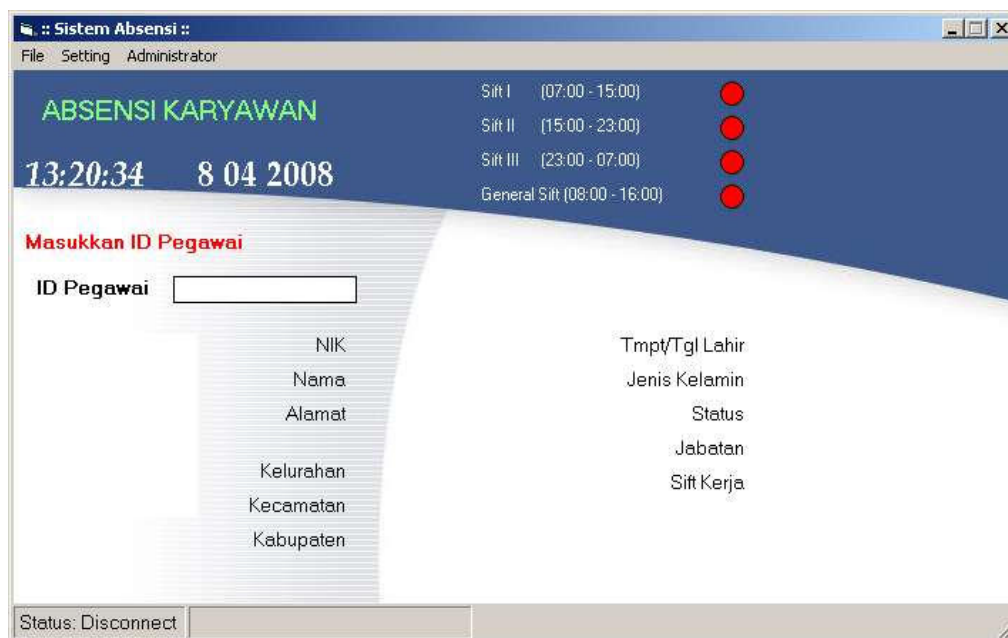 :: Sistem Absensi ::
File Setting Administrator
ABSENSI KARYAWAN
13:20:34 8 04 2008
Sift I (07:00 - 15:00)
Sift II (15:00 - 23:00)
Sift III (23:00 - 07:00)
General Sift (08:00 - 16:00)
Masukkan ID Pegawai
ID Pegawai
NIK
Nama
Alamat
Kelurahan
Kecamatan
Kabupaten
Tmpt/Tgl Lahir
Jenis Kelamin
Status
Jabatan
Sift Kerja
Status: Disconnect